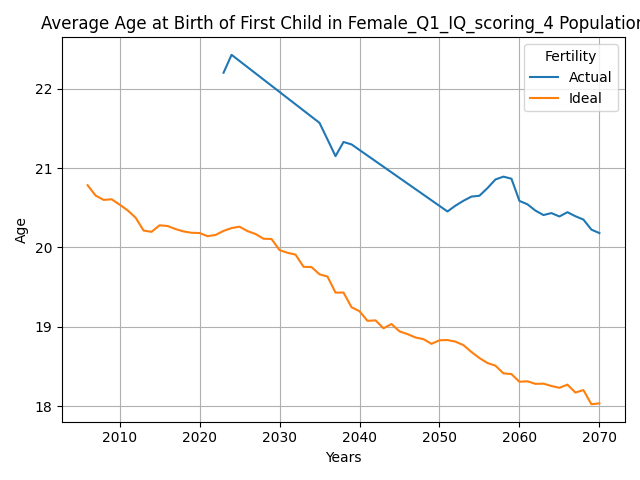 Average Age at Birth of First Child in Female_Q1_IQ_scoring_4 Population
Fertility
Actual
Ideal
22
21
20
19
18
Age
2010 2020 2030 2040 2050 2060 2070
Years